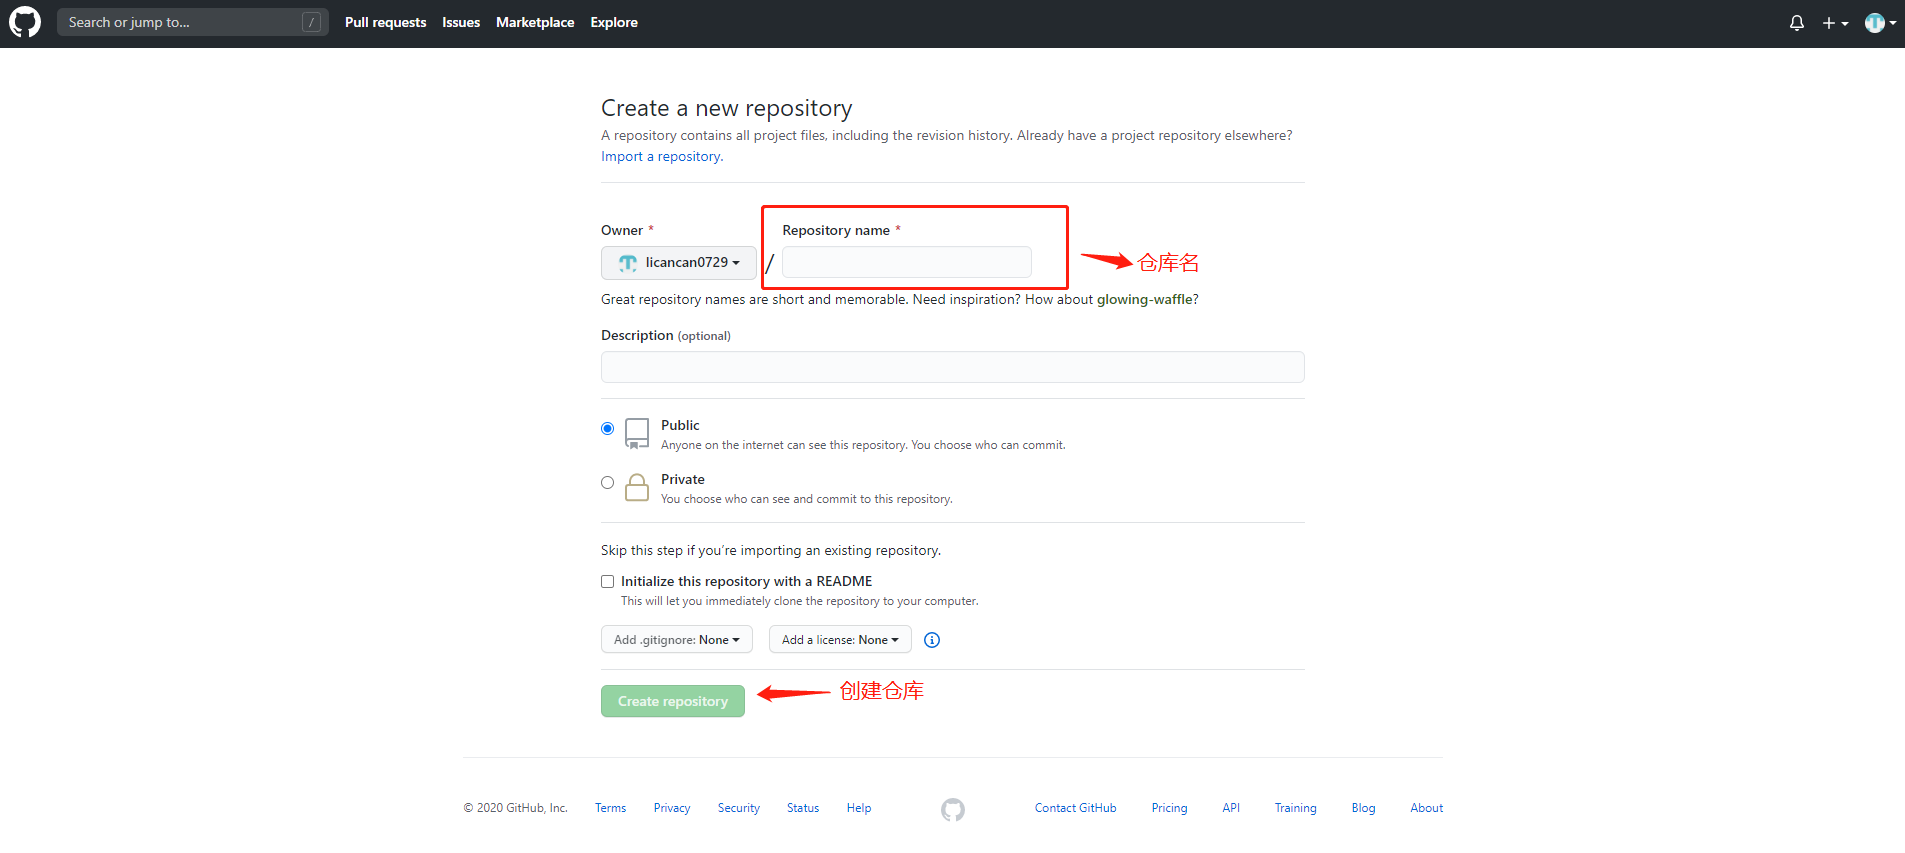 Search or jump to... /
Pull requests Issues Marketplace Explore
Create a new repository
A repository contains all project files, including the revision history. Already have a project repository elsewhere?
Import a repository.
Owner * Repository name *
licancan0729 /
仓库名
Great repository names are short and memorable. Need inspiration? How about glowing-waffle?
Description (optional)
Public
Anyone on the internet can see this repository. You choose who can commit.
Private
You choose who can see and commit to this repository.
Skip this step if you’re importing an existing repository.
Initialize this repository with a README
This will let you immediately clone the repository to your computer.
Add .gitignore: None Add a license: None
Create repository 创建仓库
© 2020 GitHub, Inc. Terms Privacy Security Status Help Contact GitHub Pricing API Training Blog About